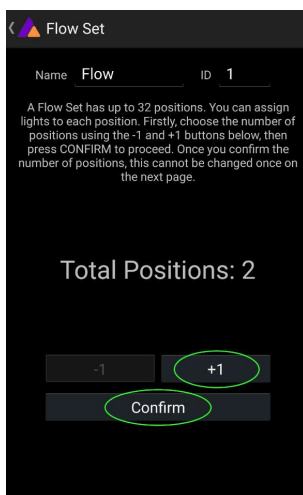 Flow Set
Name Flow ID 1
A Flow Set has up to 32 positions. You can assign
lights to each position. Firstly, choose the number of
positions using the -1 and +1 buttons below, then
press CONFIRM to proceed. Once you confirm the
number of positions, this cannot be changed once on
the next page.
Total Positions: 2
-1 +1
Confirm